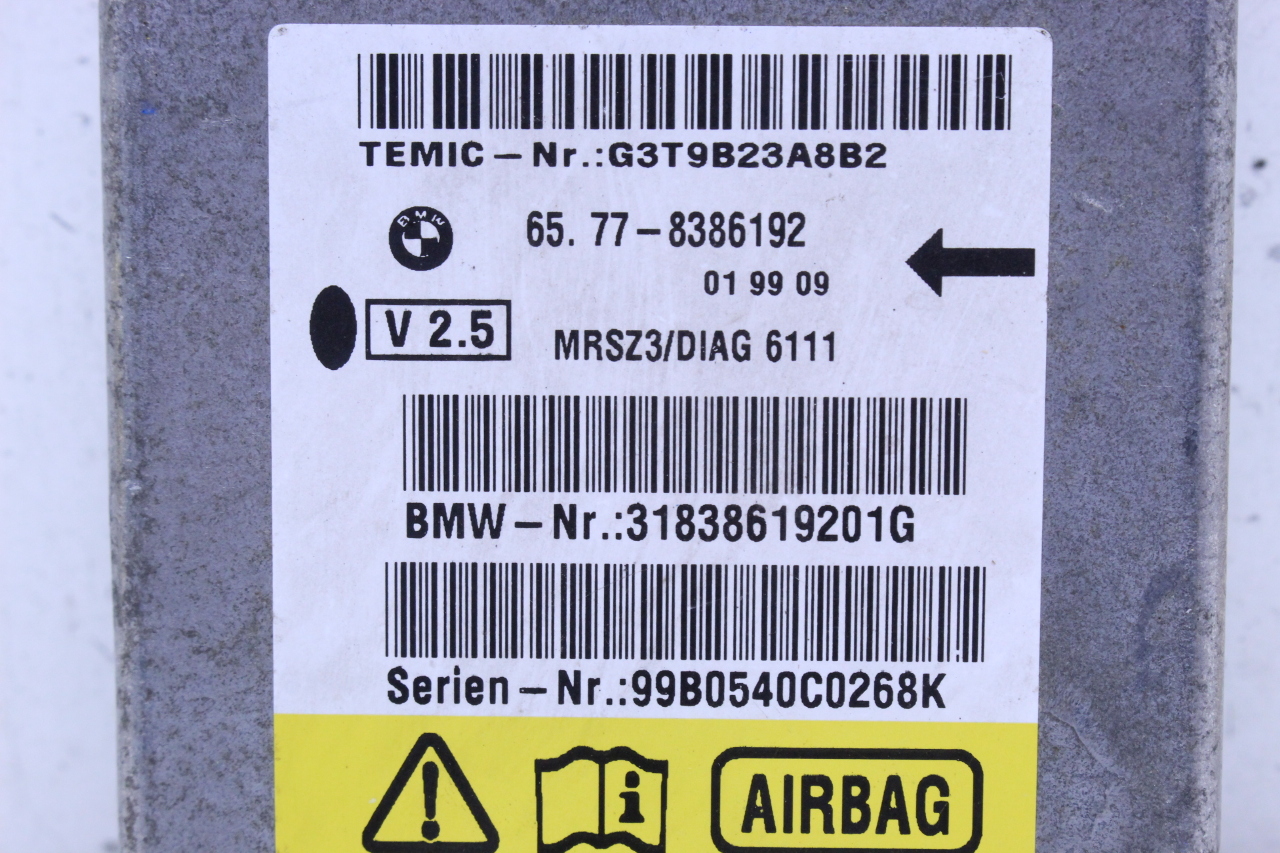 TEMIC-Nr.:G3T9B23A8B2
BMW
65. 77-8386192
01 99 09
V 2.5
MRSZ3/DIAG 6111
BMW-Nr.:31838619201G
Serien-Nr.:99B0540C0268K
i
AIRBAG